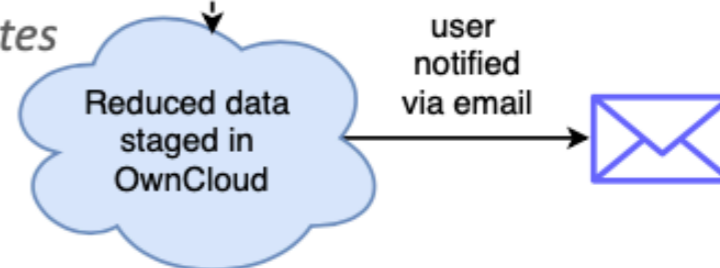 tes
user
notified
via email
Reduced data
staged in
OwnCloud